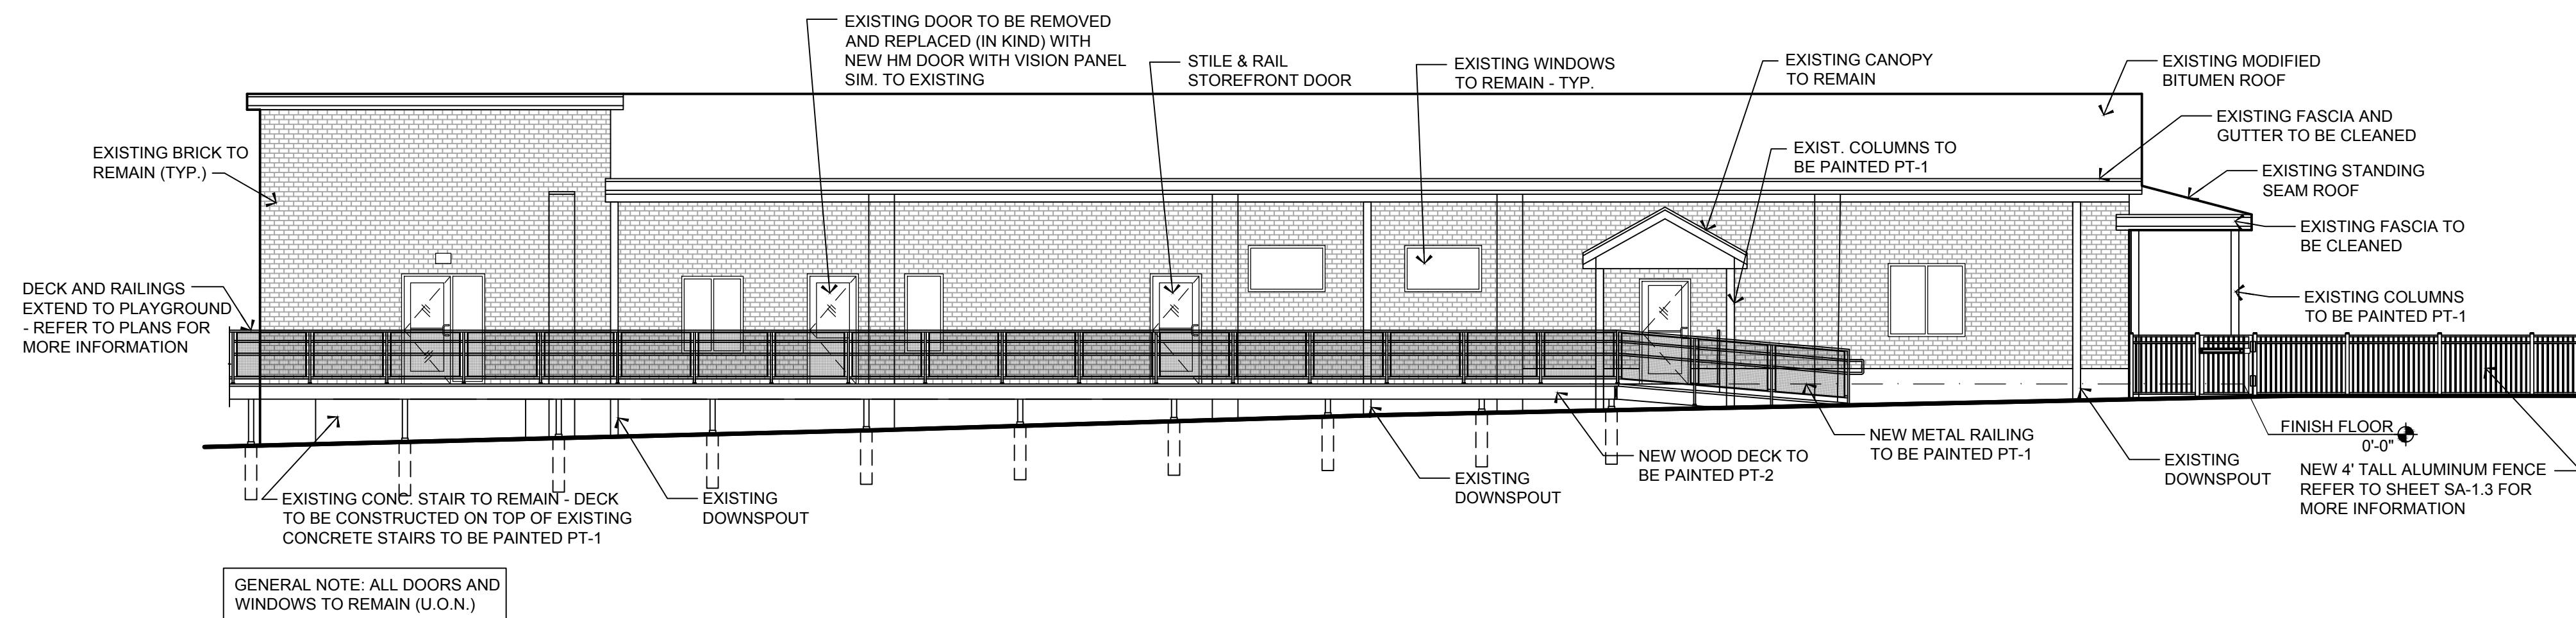 EXISTING DOOR TO BE REMOVED
AND REPLACED (IN KIND) WITH
NEW HM DOOR WITH VISION PANEL
SIM. TO EXISTING
STILE & RAIL
STOREFRONT DOOR
EXISTING WINDOWS
TO REMAIN - TYP.
EXISTING CANOPY
TO REMAIN
EXISTING MODIFIED
BITUMEN ROOF
EXISTING FASCIA AND
GUTTER TO BE CLEANED
EXISTING BRICK TO
REMAIN (TYP.)
EXIST. COLUMNS TO
BE PAINTED PT-1
EXISTING STANDING
SEAM ROOF
EXISTING FASCIA TO
BE CLEANED
DECK AND RAILINGS
EXTEND TO PLAYGROUND
- REFER TO PLANS FOR
MORE INFORMATION
EXISTING COLUMNS
TO BE PAINTED PT-1
FINISH FLOOR
0'-0"
NEW METAL RAILING
TO BE PAINTED PT-1
NEW WOOD DECK TO
BE PAINTED PT-2
EXISTING
DOWNSPOUT
NEW 4' TALL ALUMINUM FENCE
REFER TO SHEET SA-1.3 FOR
MORE INFORMATION
EXISTING
DOWNSPOUT
EXISTING CONC. STAIR TO REMAIN - DECK
TO BE CONSTRUCTED ON TOP OF EXISTING
CONCRETE STAIRS TO BE PAINTED PT-1
EXISTING
DOWNSPOUT
GENERAL NOTE: ALL DOORS AND
WINDOWS TO REMAIN (U.O.N.)